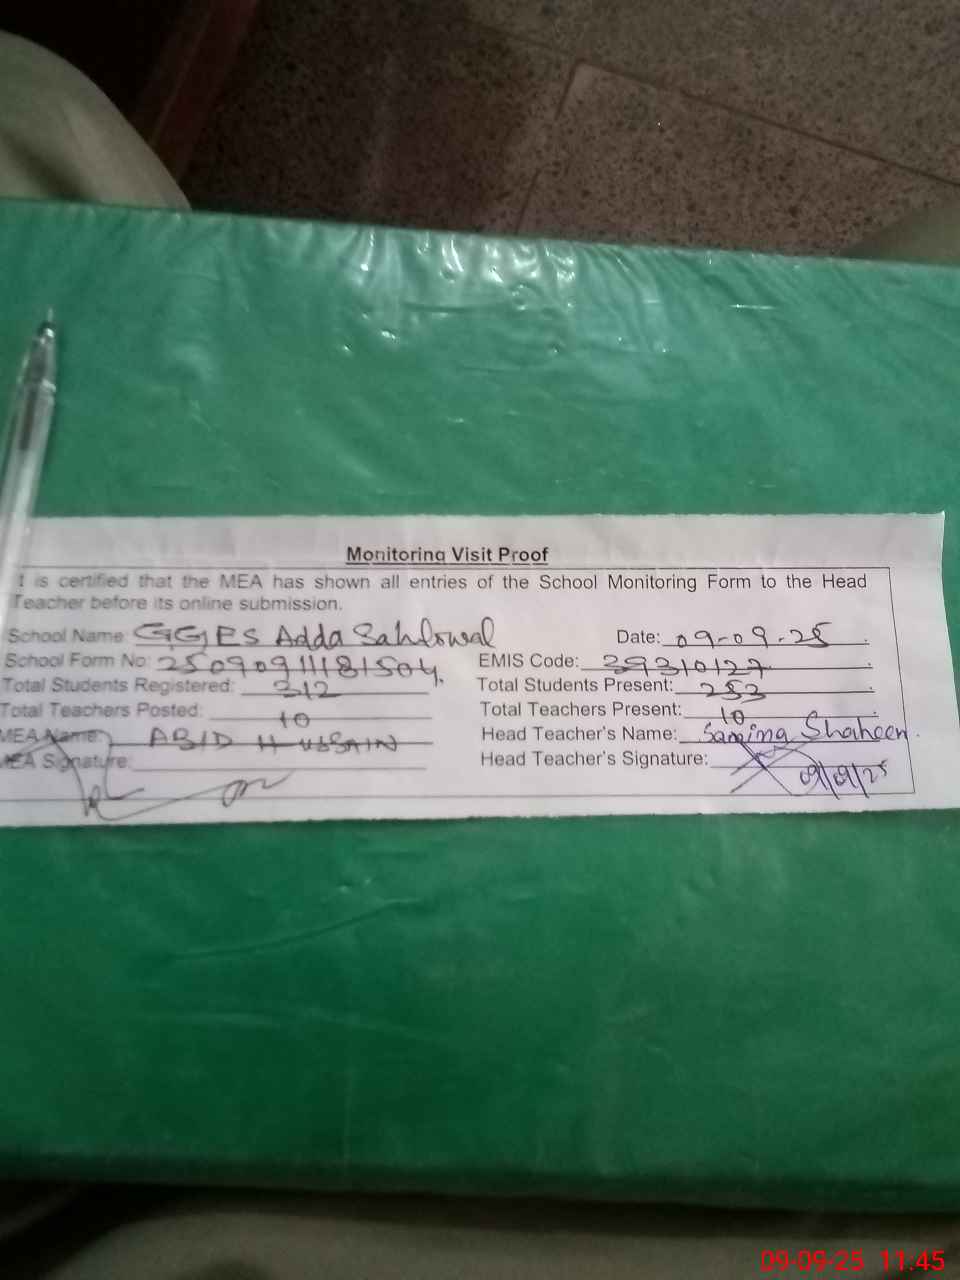 Monitoring Visit Proof
It is certified that the MEA has shown all entries of the School Monitoring Form to the Head
Teacher before its online submission.
School Name: GGES Adda Sahlowal Date: 09-09-25
School Form No: 25090911181504 EMIS Code: 39310127
Total Students Registered: 312 Total Students Present: 253
Total Teachers Posted: 10 Total Teachers Present: 10
MEA Name: ABID HUSSAIN Head Teacher's Name: Samina Shaheen
MEA Signature: Head Teacher's Signature:
09/09/25
09-09-25 11:45